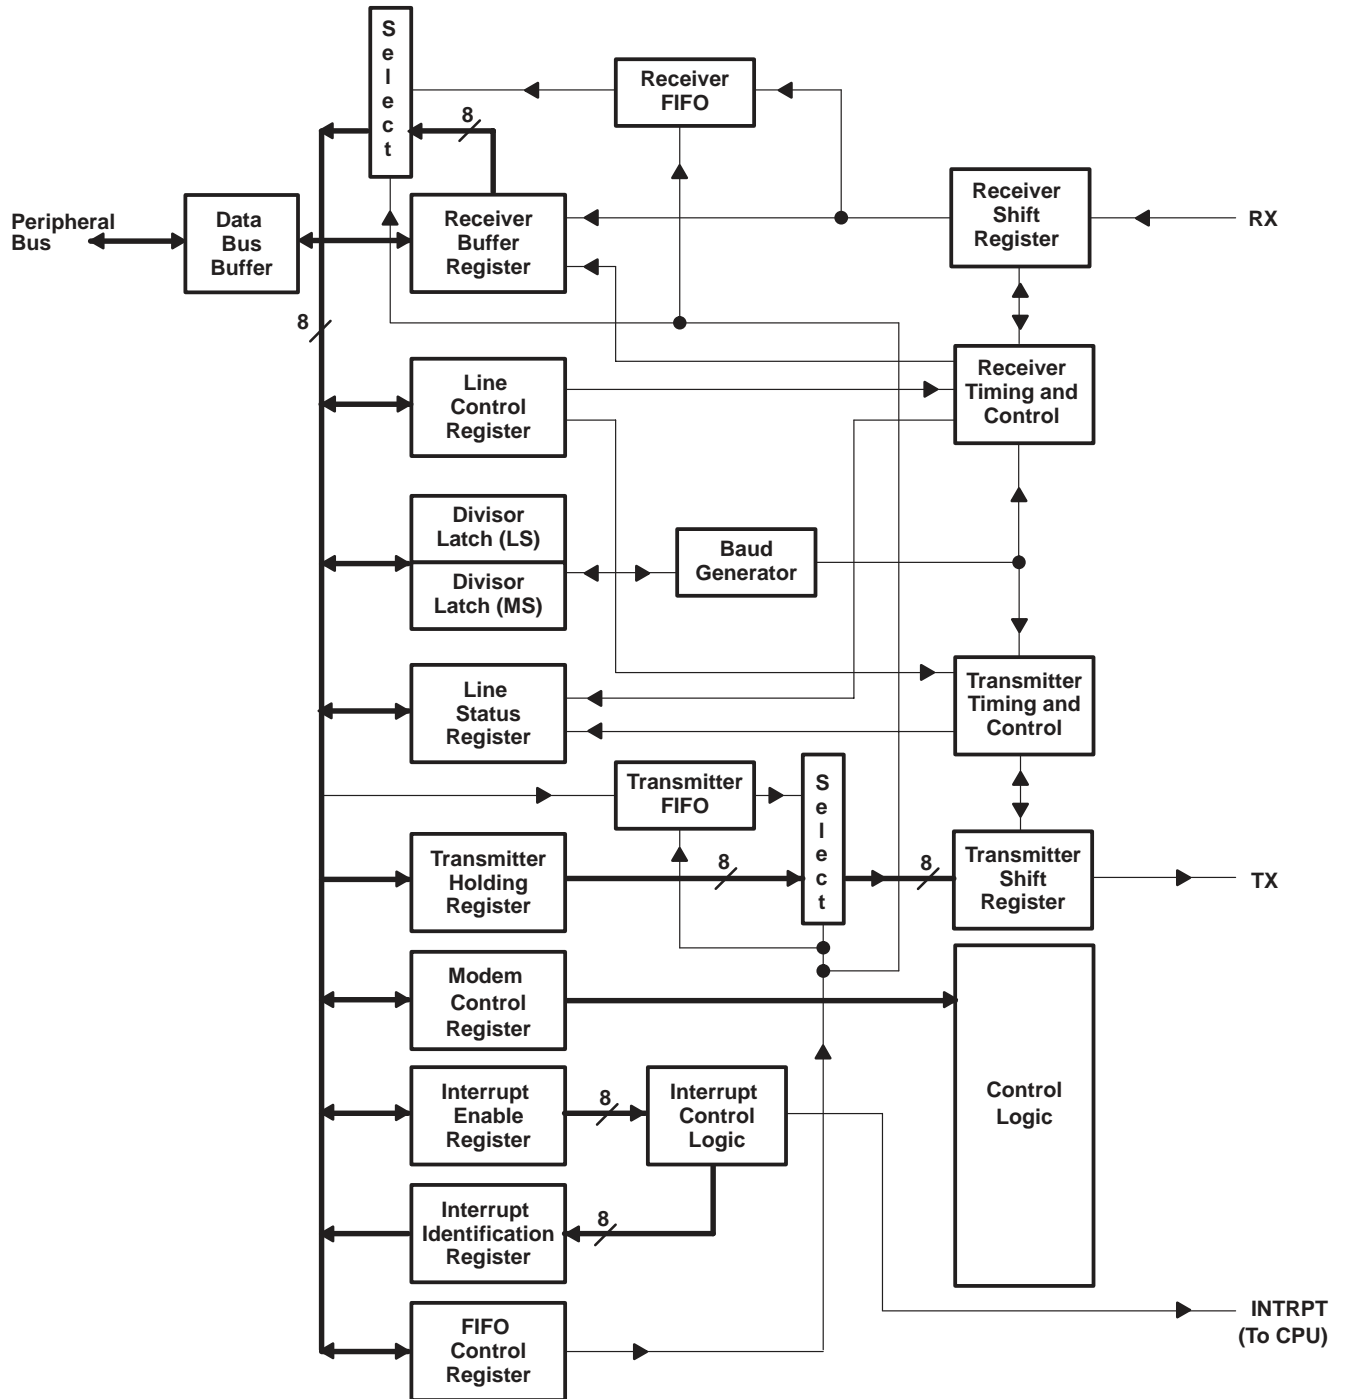 S
e
l
e
c
t
Receiver
FIFO
8
Peripheral
Bus
Data
Bus
Buffer
Receiver
Buffer
Register
Receiver
Shift
Register
RX
8
Line
Control
Register
Receiver
Timing and
Control
Divisor
Latch (LS)
Divisor
Latch (MS)
Baud
Generator
Line
Status
Register
Transmitter
Timing and
Control
Transmitter
FIFO
S
e
l
e
c
t
Transmitter
Holding
Register
8
8
Transmitter
Shift
Register
TX
Modem
Control
Register
Interrupt
Enable
Register
8
Interrupt
Control
Logic
Control
Logic
Interrupt
Identification
Register
8
INTRPT
(To CPU)
FIFO
Control
Register